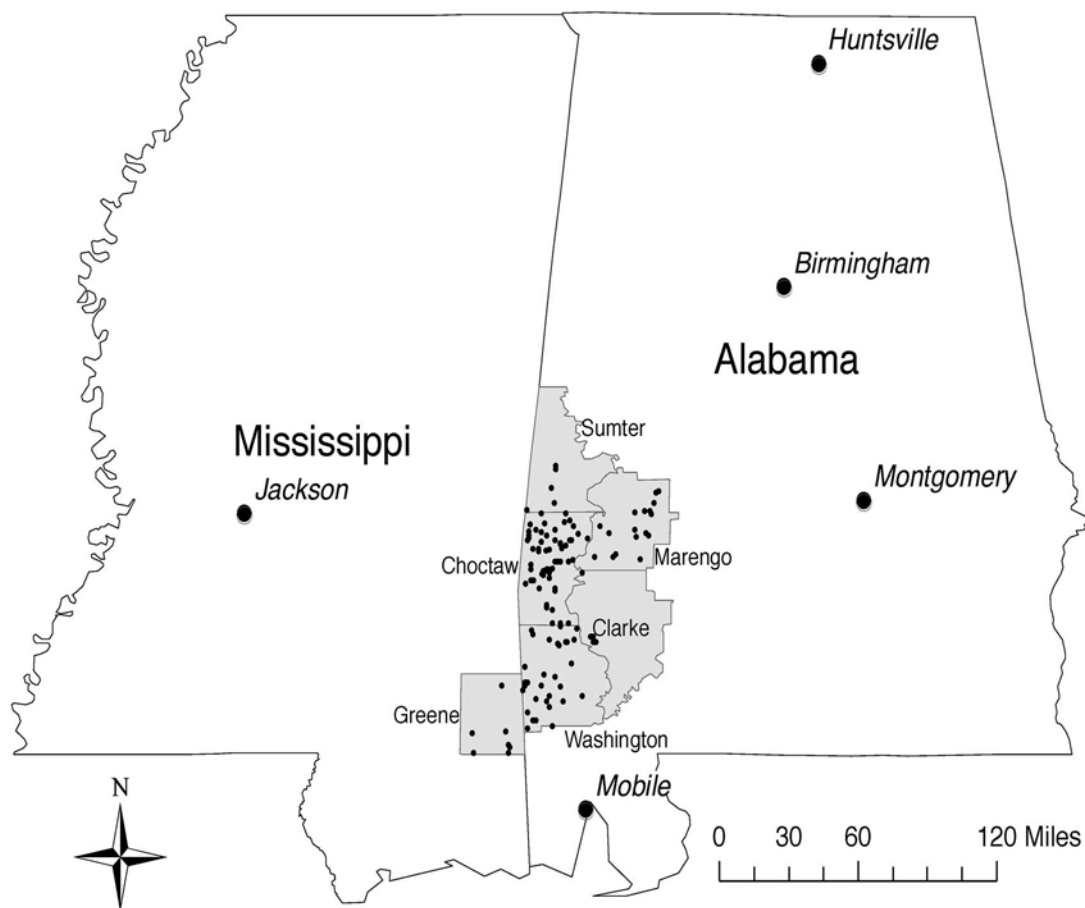 Huntsville
Birmingham
Alabama
Sumter
Mississippi
Jackson
Montgomery
Choctaw
Marengo
Clarke
Greene
Washington
Mobile
N
0 30 60 120 Miles